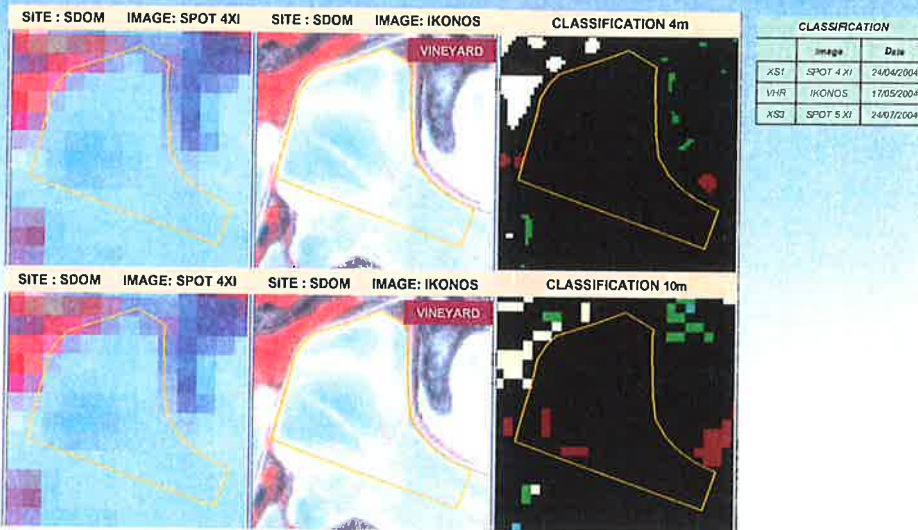 SITE : SDOM IMAGE: SPOT 4XI SITE : SDOM IMAGE: IKONOS CLASSIFICATION 4m
VINEYARD
CLASSIFICATION
Image Date
XS1 SPOT 4 XI 24/04/2004
VHR IKONOS 17/05/2004
XS3 SPOT 5 XI 24/07/2004
SITE : SDOM IMAGE: SPOT 4XI SITE : SDOM IMAGE: IKONOS CLASSIFICATION 10m
VINEYARD